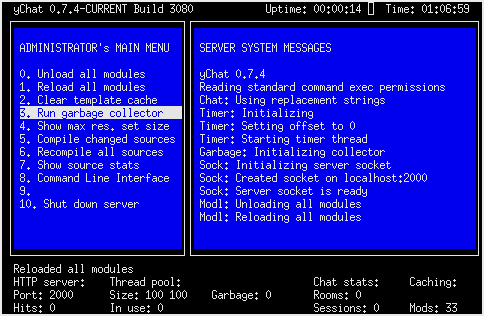 yChat 0.7.4-CURRENT Build 3080 Uptime: 00:00:14 Time: 01:06:59
ADMINISTRATOR's MAIN MENU
0. Unload all modules
1. Reload all modules
2. Clear template cache
3. Run garbage collector
4. Show max res. set size
5. Compile changed sources
6. Recompile all sources
7. Show source stats
8. Command Line Interface
9.
10. Shut down server
SERVER SYSTEM MESSAGES
yChat 0.7.4
Reading standard command exec permissions
Chat: Using replacement strings
Timer: Initializing
Timer: Setting offset to 0
Timer: Starting timer thread
Garbage: Initializing collector
Sock: Initializing server socket
Sock: Created socket on localhost:2000
Sock: Server socket is ready
Modl: Unloading all modules
Modl: Reloading all modules
Reloaded all modules
HTTP server: Thread pool: Chat stats: Caching:
Port: 2000 Size: 100 100 Garbage: 0 Rooms: 0
Hits: 0 In use: 0 Sessions: 0 Mods: 33